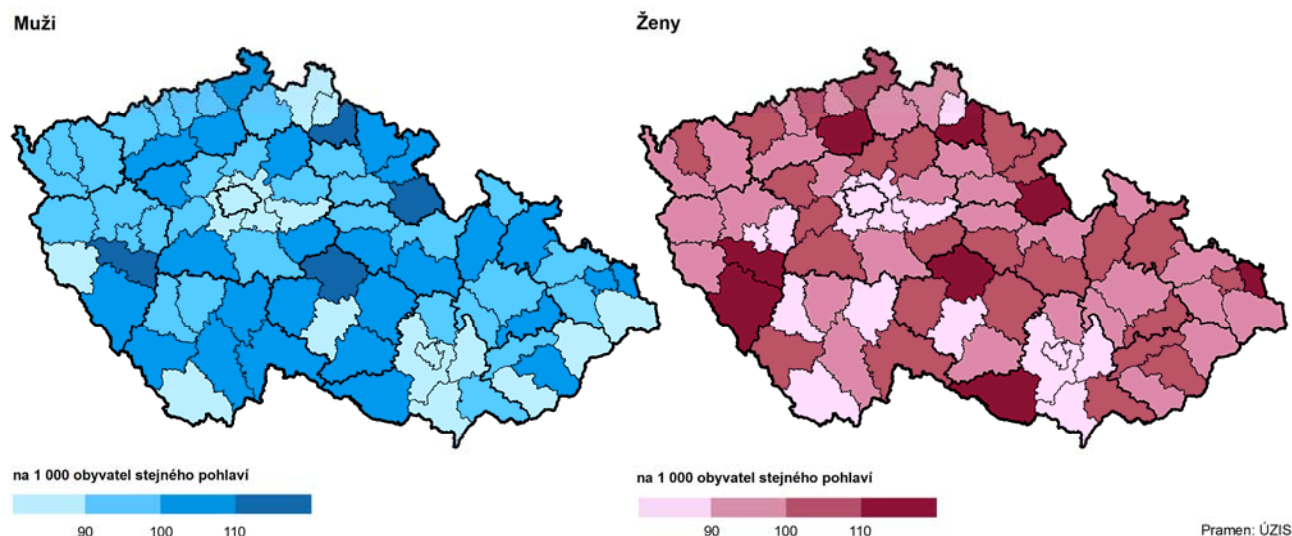 Muži
Ženy
na 1 000 obyvatel stejného pohlaví
90 100 110
na 1 000 obyvatel stejného pohlaví
90 100 110
Pramen: ÚZIS